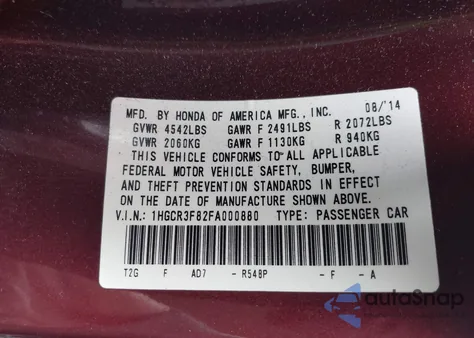 MFD. BY HONDA OF AMERICA MFG., INC. 08/'14
GVWR 4542LBS GAWR F 2491LBS R 2072LBS
GVWR 2060KG GAWR F 1130KG R 940KG
THIS VEHICLE CONFORMS TO ALL APPLICABLE
FEDERAL MOTOR VEHICLE SAFETY, BUMPER,
AND THEFT PREVENTION STANDARDS IN EFFECT
ON THE DATE OF MANUFACTURE SHOWN ABOVE.
V.I.N.: 1HGCR3F82FA000880 TYPE: PASSENGER CAR
T2G F AD7 - R548P - F - A
autoSnap